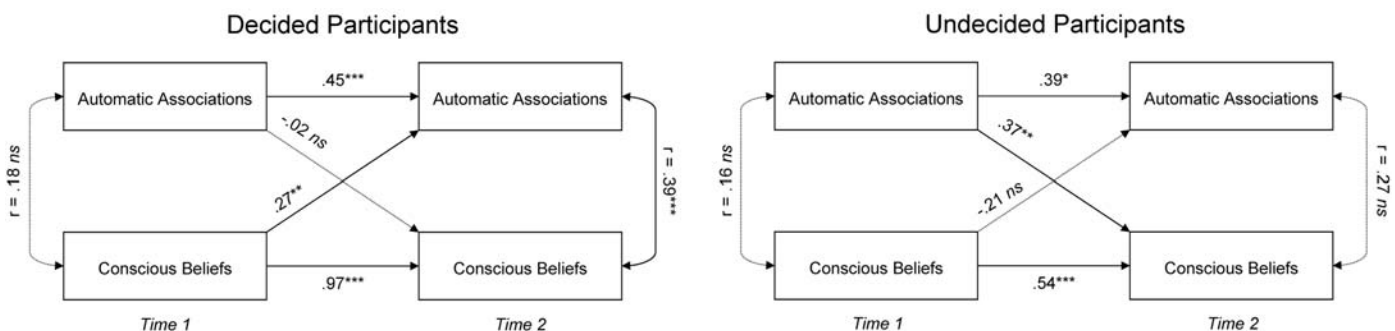 Decided Participants
Automatic Associations
.45***
Automatic Associations
-.02 ns
r = .18 ns
.27**
r = .39***
Conscious Beliefs
.97***
Conscious Beliefs
Time 1
Time 2
Undecided Participants
Automatic Associations
.39*
Automatic Associations
.37**
r = .16 ns
-.21 ns
r = .27 ns
Conscious Beliefs
.54***
Conscious Beliefs
Time 1
Time 2